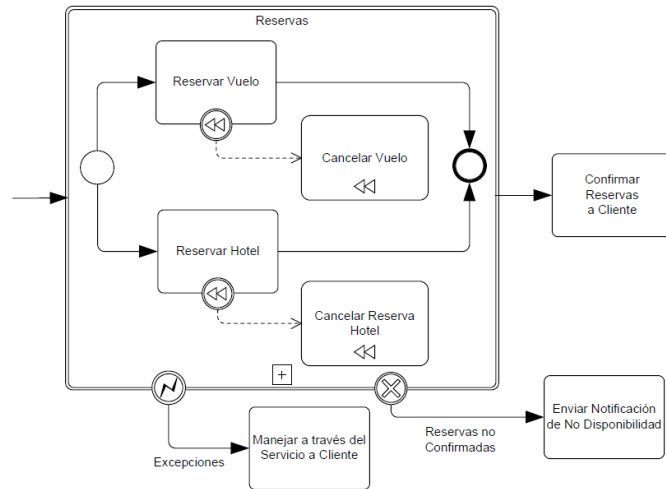 Reservas
Reservar Vuelo
Cancelar Vuelo
Confirmar
Reservas
a Cliente
Reservar Hotel
Cancelar Reserva
Hotel
Enviar Notificación
de No Disponibilidad
Reservas no
Confirmadas
Manejar a través del
Servicio a Cliente
Excepciones